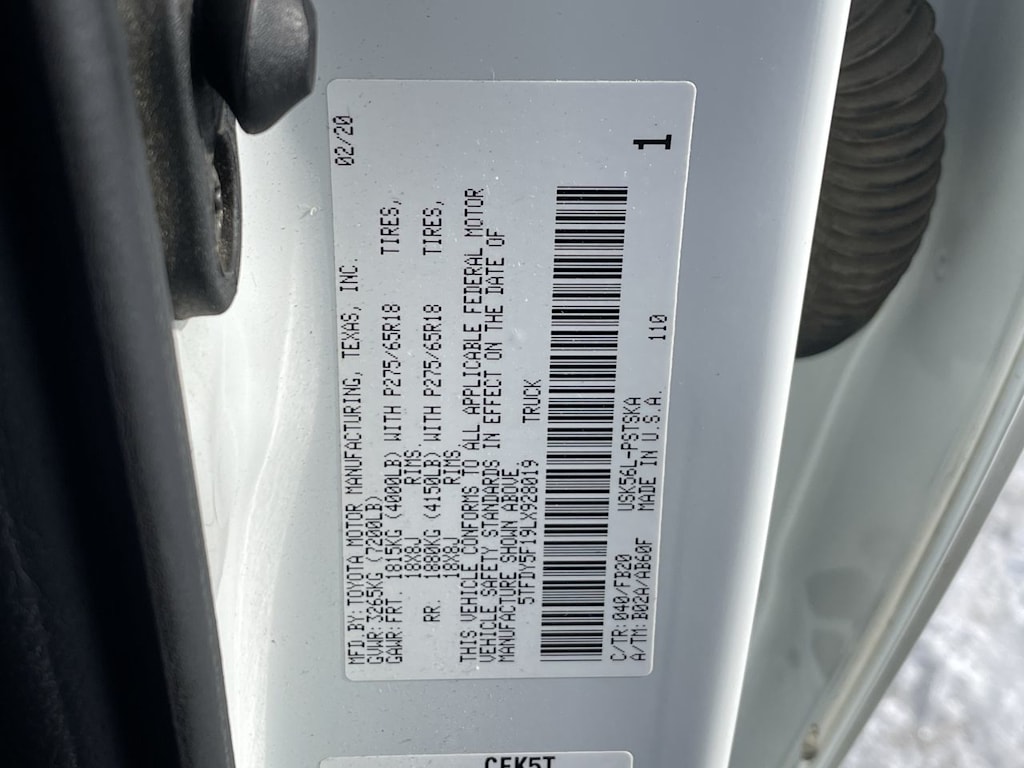 MFD.BY:TOYOTA MOTOR MANUFACTURING, TEXAS, INC. 02/20
GVWR:3265KG (7200LB)
GAWR:FRT. 1815KG (4000LB) WITH P275/65R18 TIRES,
18X8J RIMS,
RR. 1880KG (4150LB) WITH P275/65R18 TIRES,
18X8J RIMS,
THIS VEHICLE CONFORMS TO ALL APPLICABLE FEDERAL MOTOR
VEHICLE SAFETY STANDARDS IN EFFECT ON THE DATE OF
MANUFACTURE SHOWN ABOVE.
5TFDY5F19LX928019 TRUCK
C/TR:040/FB20 USK56L-PSTSKA 110 1
A/TM:B02A/AB60F MADE IN U.S.A.